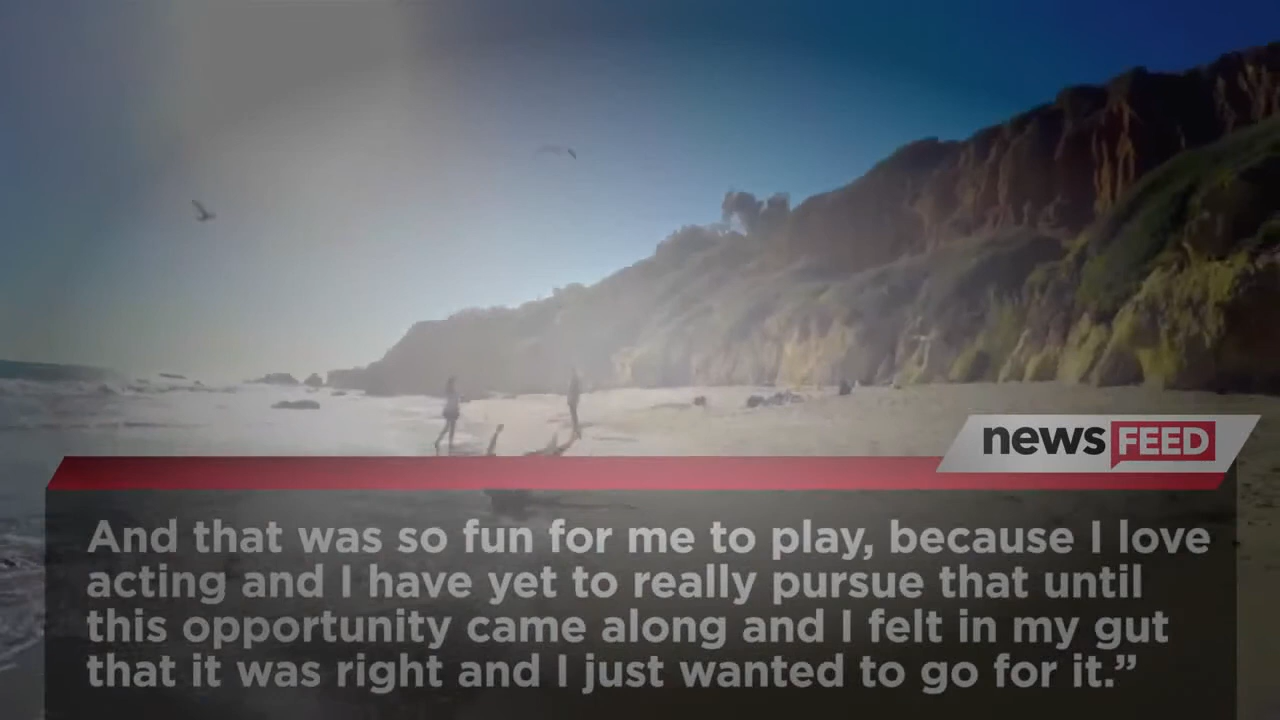 newsFEED
And that was so fun for me to play, because I love
acting and I have yet to really pursue that until
this opportunity came along and I felt in my gut
that it was right and I just wanted to go for it.”